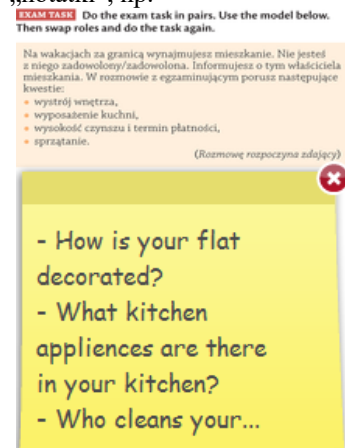 „notatki”, np.
EXAM TASK Do the exam task in pairs. Use the model below.
Then swap roles and do the task again.
Na wakacjach za granicą wynajmujesz mieszkanie. Nie jesteś
z niego zadowolony/zadowolona. Informujesz o tym właściciela
mieszkania. W rozmowie z egzaminującym porusz następujące
kwestie:
• wystrój wnętrza,
• wyposażenie kuchni,
• wysokość czynszu i termin płatności,
• sprzątanie.
(Rozmowę rozpoczyna zdający)
- How is your flat
decorated?
- What kitchen
appliences are there
in your kitchen?
- Who cleans your...